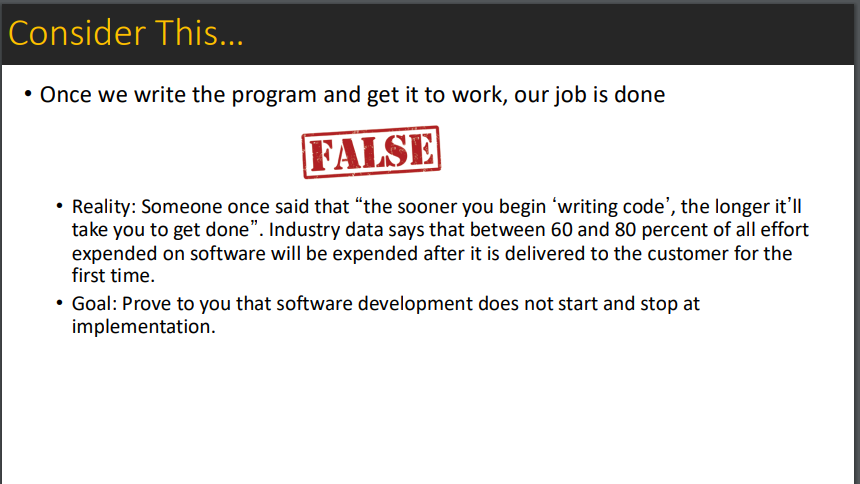 Consider This...
• Once we write the program and get it to work, our job is done
FALSE
• Reality: Someone once said that “the sooner you begin ‘writing code’, the longer it’ll
take you to get done”. Industry data says that between 60 and 80 percent of all effort
expended on software will be expended after it is delivered to the customer for the
first time.
• Goal: Prove to you that software development does not start and stop at
implementation.